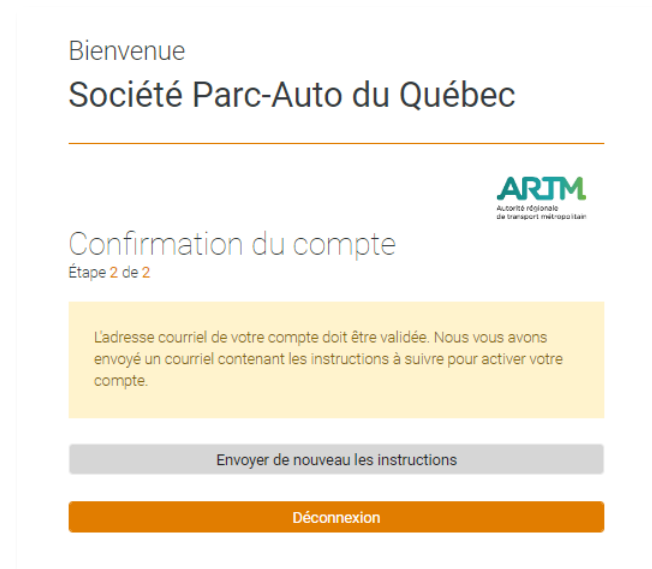 Bienvenue
Société Parc-Auto du Québec
ARTM
Autorité régionale
de transport métropolitain
Confirmation du compte
Étape 2 de 2
L'adresse courriel de votre compte doit être validée. Nous vous avons
envoyé un courriel contenant les instructions à suivre pour activer votre
compte.
Envoyer de nouveau les instructions
Déconnexion